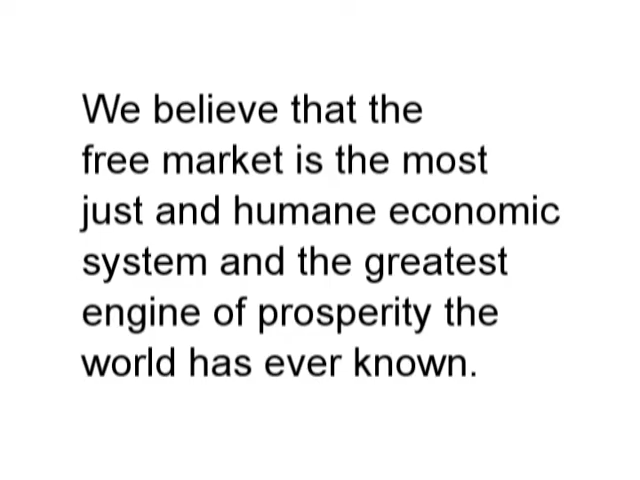 We believe that the
free market is the most
just and humane economic
system and the greatest
engine of prosperity the
world has ever known.